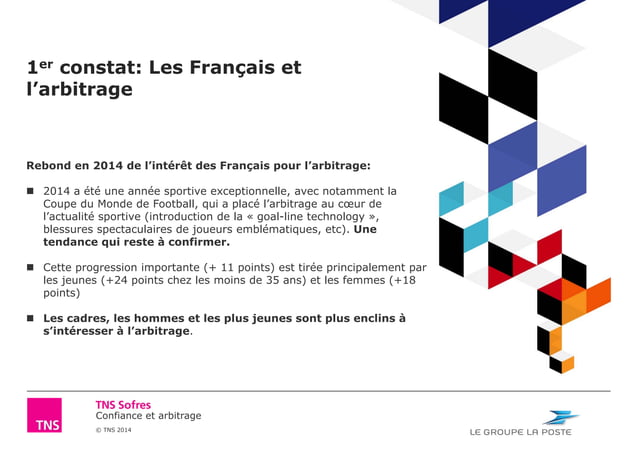 1er constat: Les Français et
l’arbitrage
Rebond en 2014 de l’intérêt des Français pour l’arbitrage:
■ 2014 a été une année sportive exceptionnelle, avec notamment la
Coupe du Monde de Football, qui a placé l’arbitrage au cœur de
l’actualité sportive (introduction de la « goal-line technology »,
blessures spectaculaires de joueurs emblématiques, etc). Une
tendance qui reste à confirmer.
■ Cette progression importante (+ 11 points) est tirée principalement par
les jeunes (+24 points chez les moins de 35 ans) et les femmes (+18
points)
■ Les cadres, les hommes et les plus jeunes sont plus enclins à
s’intéresser à l’arbitrage.
TNS
TNS Sofres
Confiance et arbitrage
© TNS 2014
LE GROUPE LA POSTE